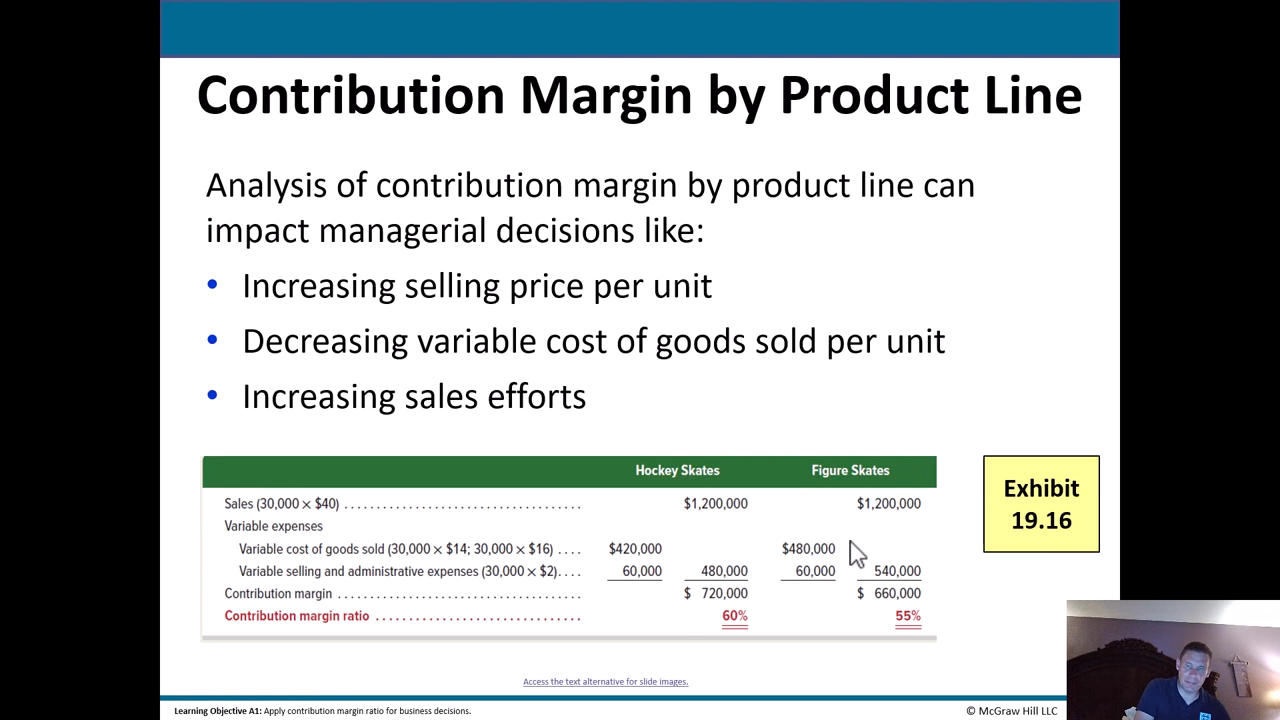 Contribution Margin by Product Line
Analysis of contribution margin by product line can
impact managerial decisions like:
• Increasing selling price per unit
• Decreasing variable cost of goods sold per unit
• Increasing sales efforts
Hockey Skates Figure Skates
Sales (30,000 × $40) .................................... $1,200,000 $1,200,000
Variable expenses
Variable cost of goods sold (30,000 × $14; 30,000 × $16) .... $420,000 $480,000
Variable selling and administrative expenses (30,000 × $2).... 60,000 480,000 60,000 540,000
Contribution margin ..................................... $ 720,000 $ 660,000
Contribution margin ratio ............................... 60% 55%
Exhibit
19.16
Access the text alternative for slide images.
Learning Objective A1: Apply contribution margin ratio for business decisions.
© McGraw Hill LLC